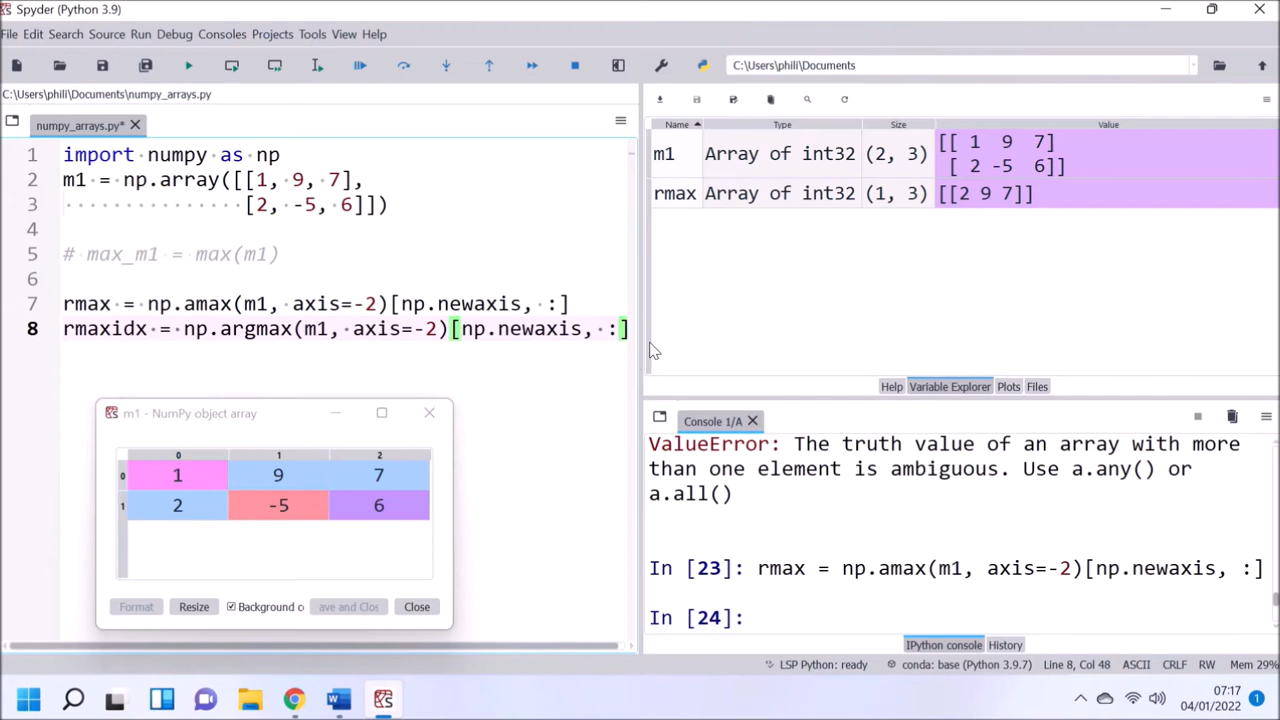 Spyder (Python 3.9)
File Edit Search Source Run Debug Consoles Projects Tools View Help
C:\Users\phili\Documents
C:\Users\phili\Documents\numpy_arrays.py
numpy_arrays.py*
1 import numpy as np
2 m1 = np.array([[1, 9, 7],
3 [2, -5, 6]])
4
5 # max_m1 = max(m1)
6
7 rmax = np.amax(m1, axis=-2)[np.newaxis, :]
8 rmaxidx = np.argmax(m1, axis=-2)[np.newaxis, :]
Name Type Size Value
m1 Array of int32 (2, 3) [[ 1 9 7]
[ 2 -5 6]]
rmax Array of int32 (1, 3) [[2 9 7]]
Help Variable Explorer Plots Files
m1 - NumPy object array
0 1 2
0 1 9 7
1 2 -5 6
Format Resize Background c ave and Clos Close
Console 1/A
ValueError: The truth value of an array with more
than one element is ambiguous. Use a.any() or
a.all()
In [23]: rmax = np.amax(m1, axis=-2)[np.newaxis, :]
In [24]:
IPython console History
LSP Python: ready conda: base (Python 3.9.7) Line 8, Col 48 ASCII CRLF RW Mem 29%
07:17
04/01/2022
1